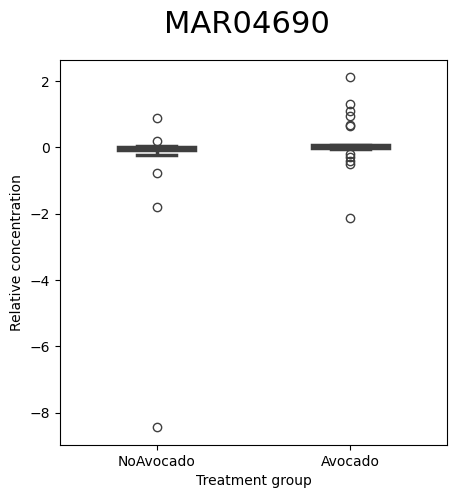 MAR04690
2
0
−2
−4
−6
−8
Relative concentration
NoAvocado
Avocado
Treatment group